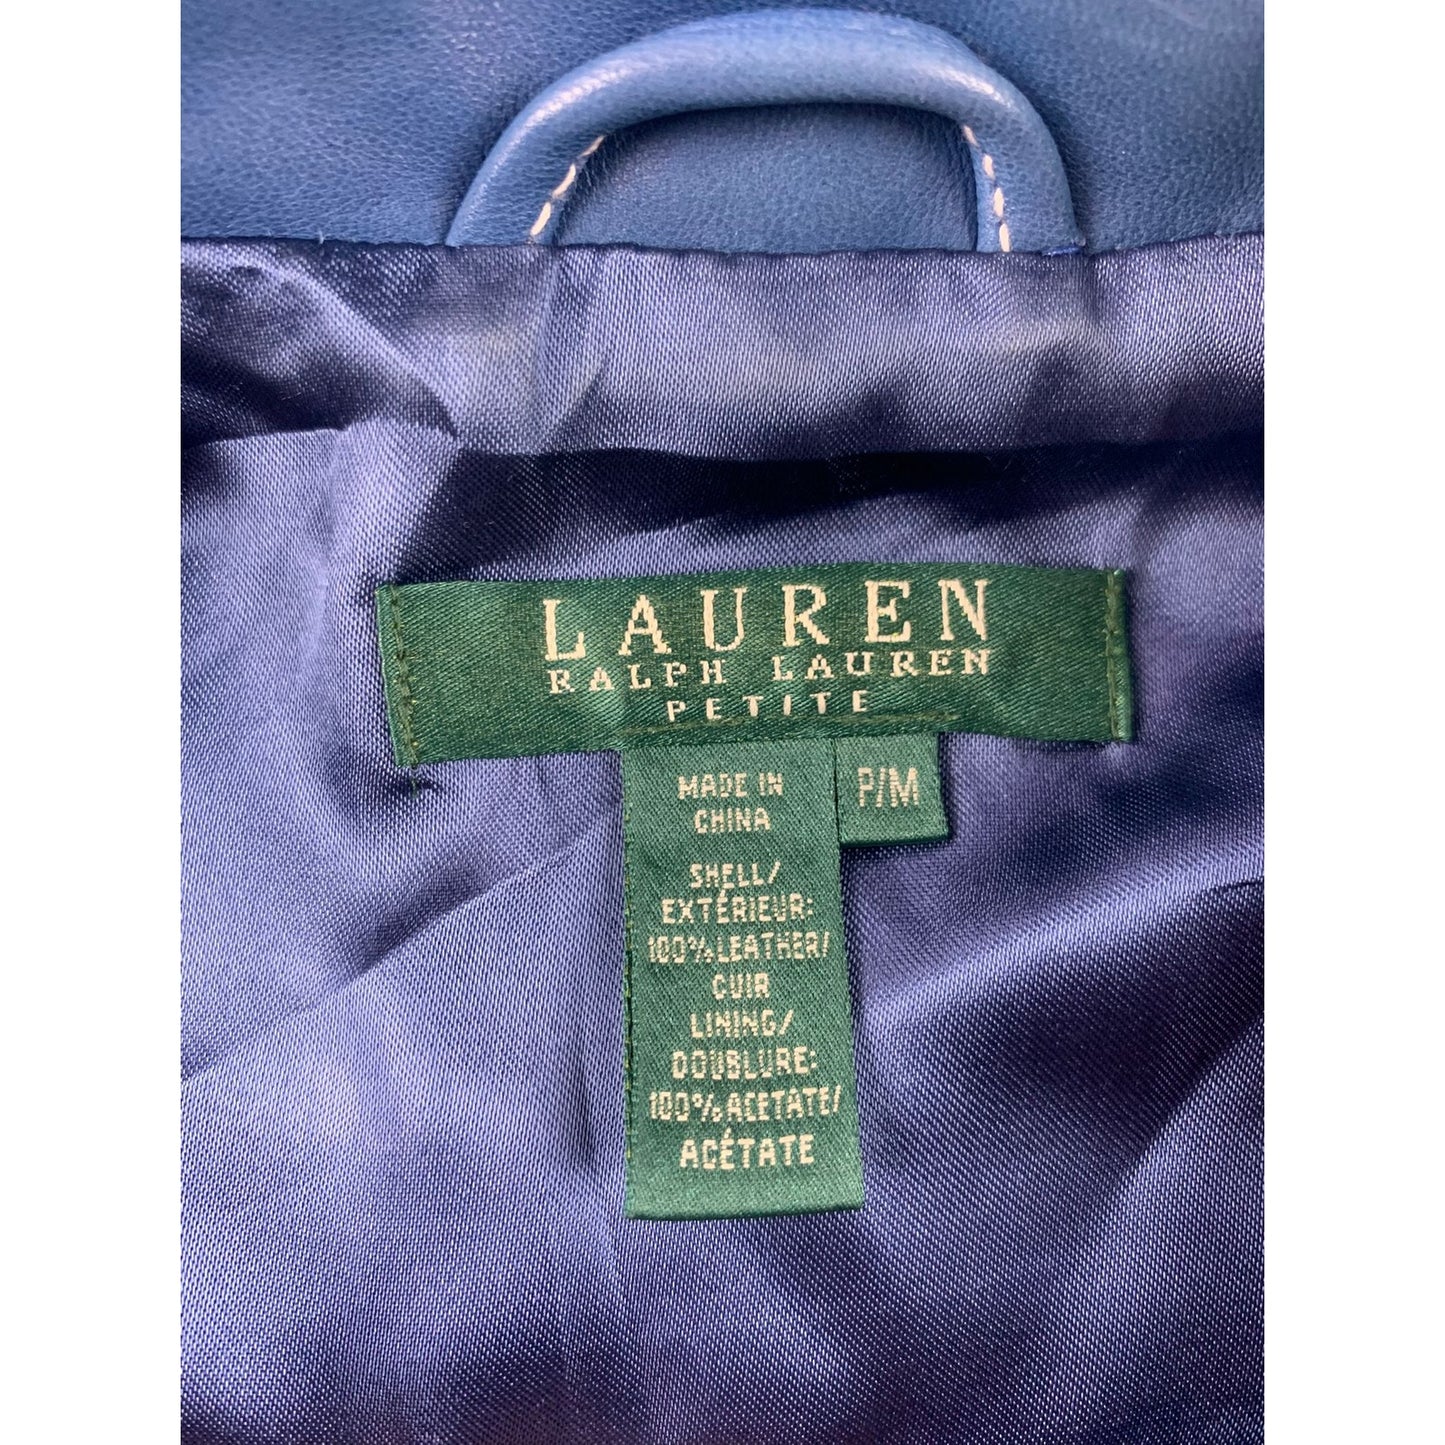 LAUREN
RALPH LAUREN
PETITE
P/M
MADE IN
CHINA
SHELL/
EXTÉRIEUR:
100% LEATHER/
CUIR
LINING/
DOUBLURE:
100% ACETATE/
ACÉTATE